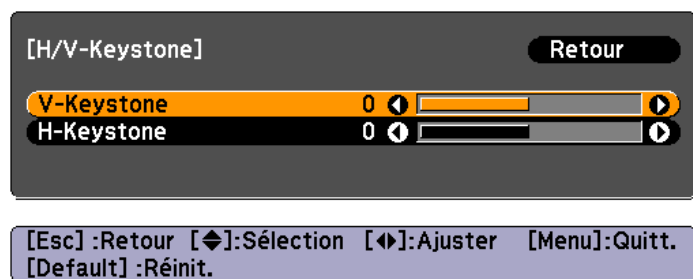 [H/V-Keystone] Retour
V-Keystone 0
H-Keystone 0
[Esc] :Retour [◆]:Sélection [◀▶]:Ajuster [Menu]:Quitt.
[Default] :Réinit.